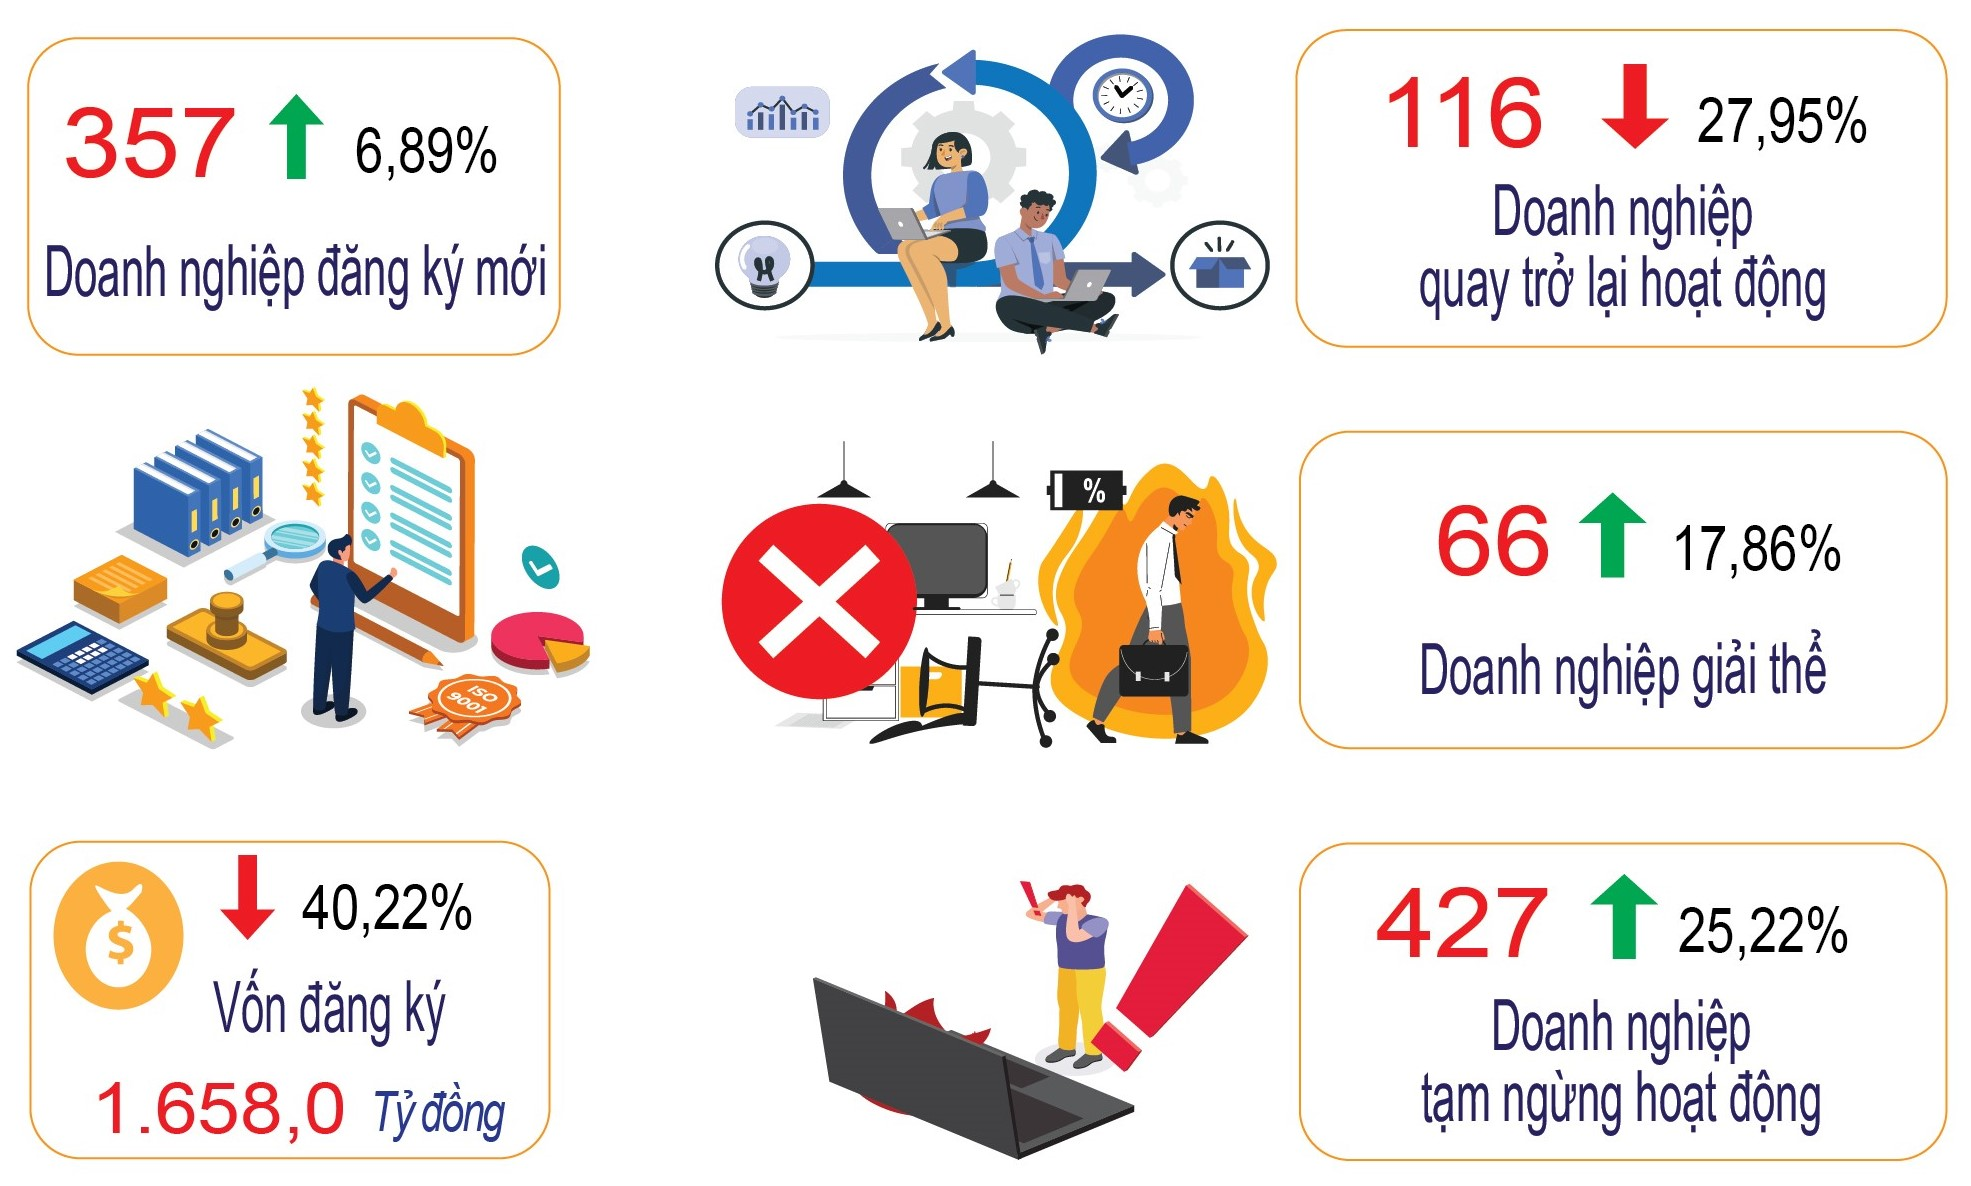 357 6,89%
Doanh nghiệp đăng ký mới
116 27,95%
Doanh nghiệp
quay trở lại hoạt động
ISO
9001
%
66 17,86%
Doanh nghiệp giải thể
$
40,22%
Vốn đăng ký
1.658,0 Tỷ đồng
427 25,22%
Doanh nghiệp
tạm ngừng hoạt động